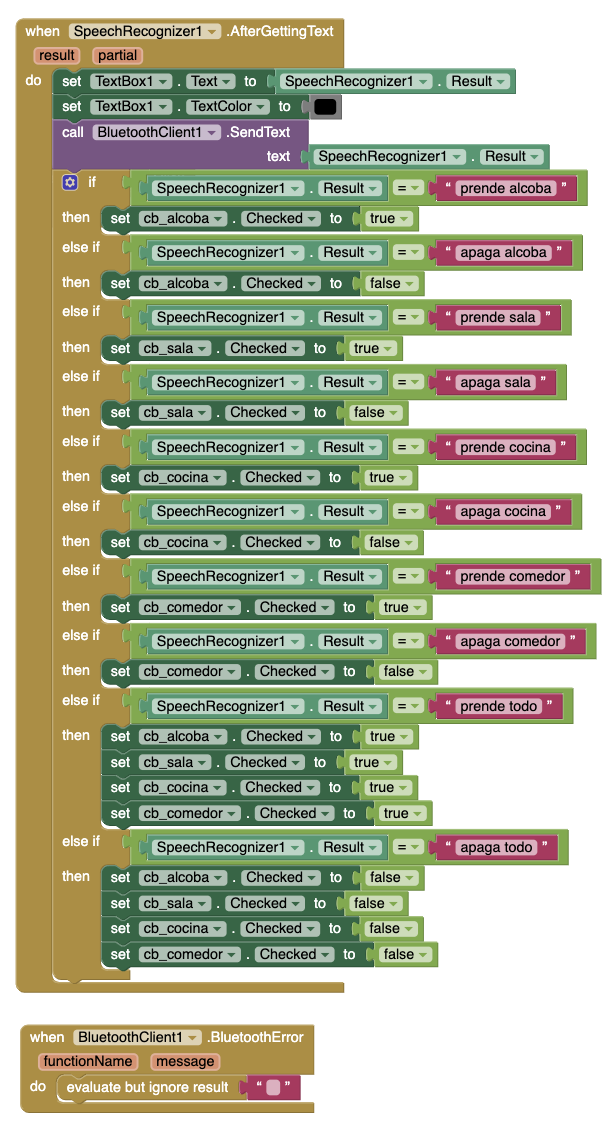 when SpeechRecognizer1 .AfterGettingText
result partial
do set TextBox1 . Text to SpeechRecognizer1 . Result
set TextBox1 . TextColor to
call BluetoothClient1 .SendText
text SpeechRecognizer1 . Result
if SpeechRecognizer1 . Result = “ prende alcoba ”
then set cb_alcoba . Checked to true
else if SpeechRecognizer1 . Result = “ apaga alcoba ”
then set cb_alcoba . Checked to false
else if SpeechRecognizer1 . Result = “ prende sala ”
then set cb_sala . Checked to true
else if SpeechRecognizer1 . Result = “ apaga sala ”
then set cb_sala . Checked to false
else if SpeechRecognizer1 . Result = “ prende cocina ”
then set cb_cocina . Checked to true
else if SpeechRecognizer1 . Result = “ apaga cocina ”
then set cb_cocina . Checked to false
else if SpeechRecognizer1 . Result = “ prende comedor ”
then set cb_comedor . Checked to true
else if SpeechRecognizer1 . Result = “ apaga comedor ”
then set cb_comedor . Checked to false
else if SpeechRecognizer1 . Result = “ prende todo ”
then set cb_alcoba . Checked to true
set cb_sala . Checked to true
set cb_cocina . Checked to true
set cb_comedor . Checked to true
else if SpeechRecognizer1 . Result = “ apaga todo ”
then set cb_alcoba . Checked to false
set cb_sala . Checked to false
set cb_cocina . Checked to false
set cb_comedor . Checked to false
when BluetoothClient1 .BluetoothError
functionName message
do evaluate but ignore result “ ”